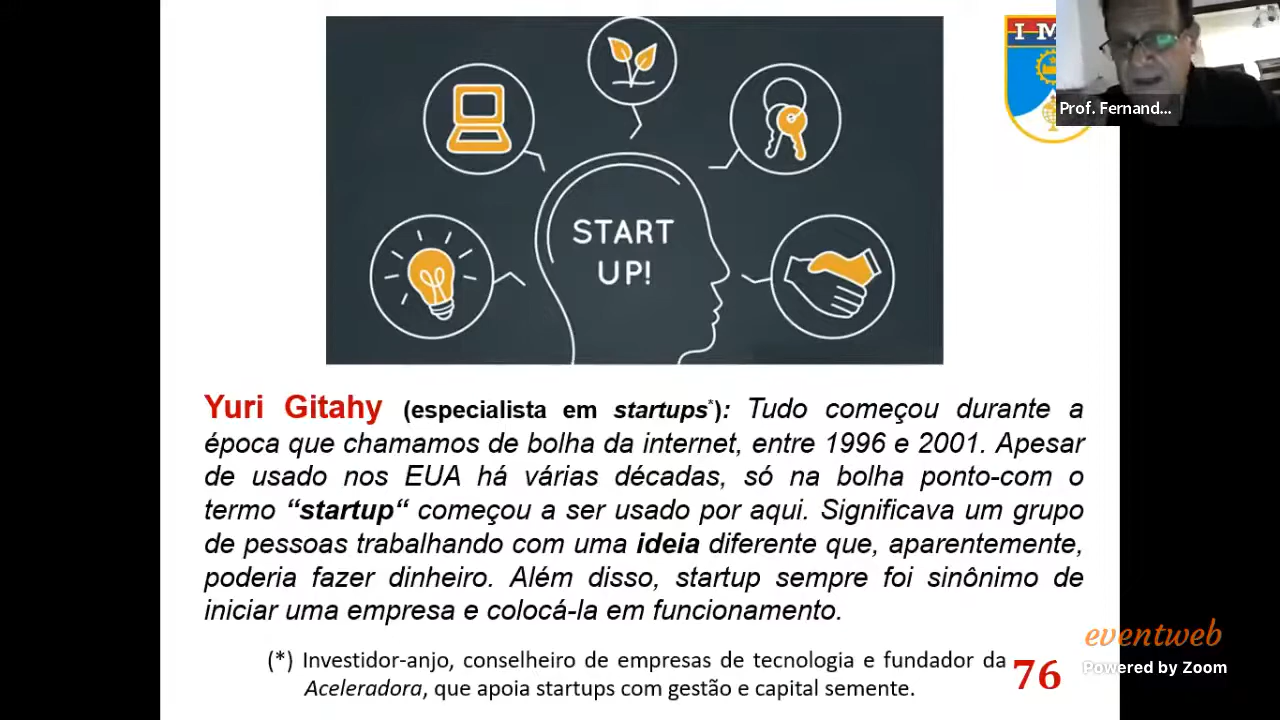 I M
Prof. Fernand...
START
UP!
Yuri Gitahy (especialista em startups*): Tudo começou durante a
época que chamamos de bolha da internet, entre 1996 e 2001. Apesar
de usado nos EUA há várias décadas, só na bolha ponto-com o
termo “startup“ começou a ser usado por aqui. Significava um grupo
de pessoas trabalhando com uma ideia diferente que, aparentemente,
poderia fazer dinheiro. Além disso, startup sempre foi sinônimo de
iniciar uma empresa e colocá-la em funcionamento.
(*) Investidor-anjo, conselheiro de empresas de tecnologia e fundador da
Aceleradora, que apoia startups com gestão e capital semente.
76
eventweb
Powered by Zoom